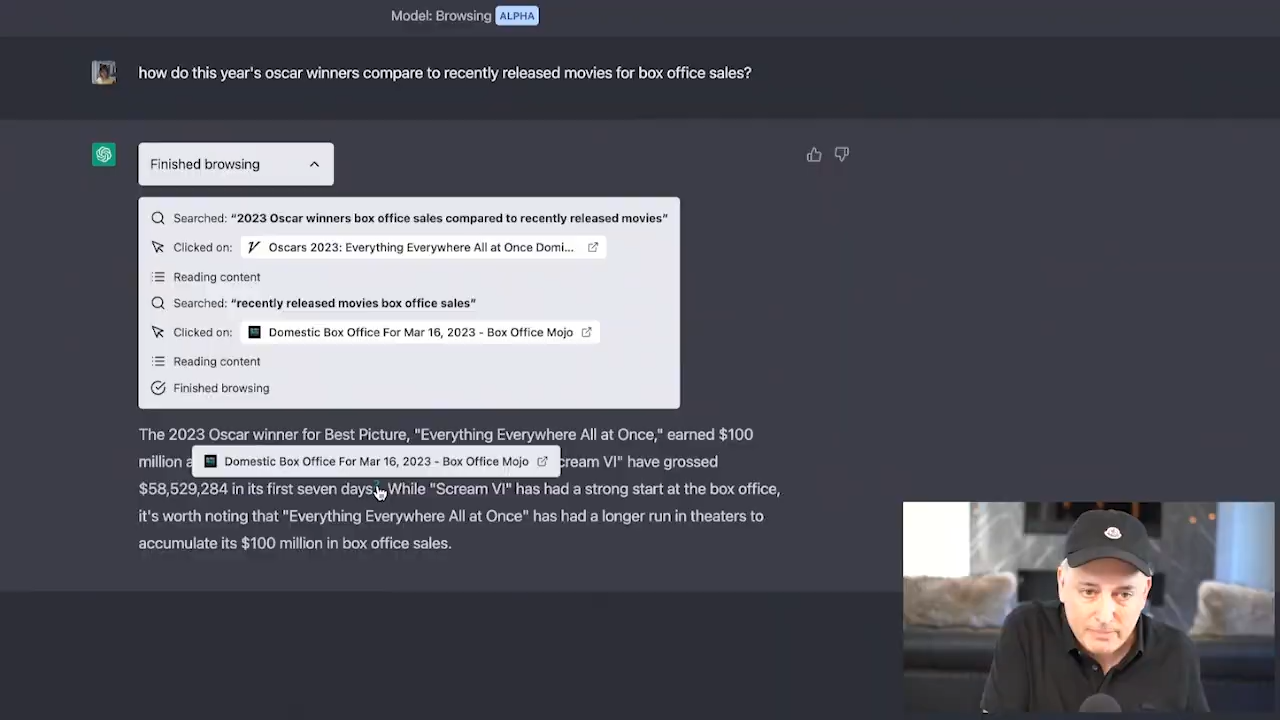 Model: Browsing ALPHA
how do this year's oscar winners compare to recently released movies for box office sales?
Finished browsing
Searched: "2023 Oscar winners box office sales compared to recently released movies"
Clicked on: Oscars 2023: Everything Everywhere All at Once Domi...
Reading content
Searched: "recently released movies box office sales"
Clicked on: Domestic Box Office For Mar 16, 2023 - Box Office Mojo
Reading content
Finished browsing
The 2023 Oscar winner for Best Picture, "Everything Everywhere All at Once," earned $100
million Domestic Box Office For Mar 16, 2023 - Box Office Mojo VI" have grossed
$58,529,284 in its first seven days. While "Scream VI" has had a strong start at the box office,
it's worth noting that "Everything Everywhere All at Once" has had a longer run in theaters to
accumulate its $100 million in box office sales.